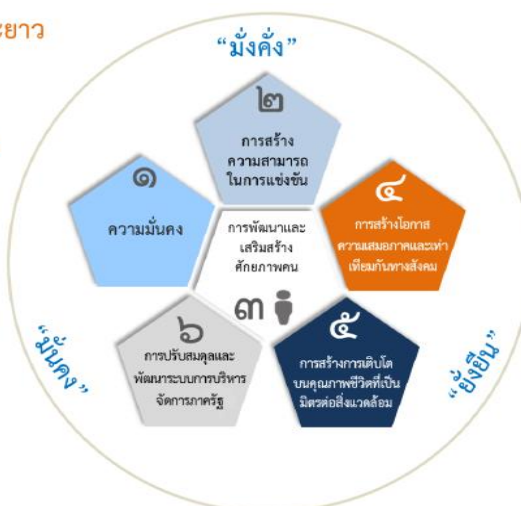 ะยาว
“มั่งคั่ง”
๒
การสร้าง
ความสามารถ
ในการแข่งขัน
๑
ความมั่นคง
๔
การสร้างโอกาส
ความเสมอภาคและเท่า
เทียมกันทางสังคม
การพัฒนาและ
เสริมสร้าง
ศักยภาพคน
๓
๖
การปรับสมดุลและ
พัฒนาระบบการบริหาร
จัดการภาครัฐ
๕
การสร้างการเติบโต
บนคุณภาพชีวิตที่เป็น
มิตรต่อสิ่งแวดล้อม
“มั่นคง”
“ยั่งยืน”